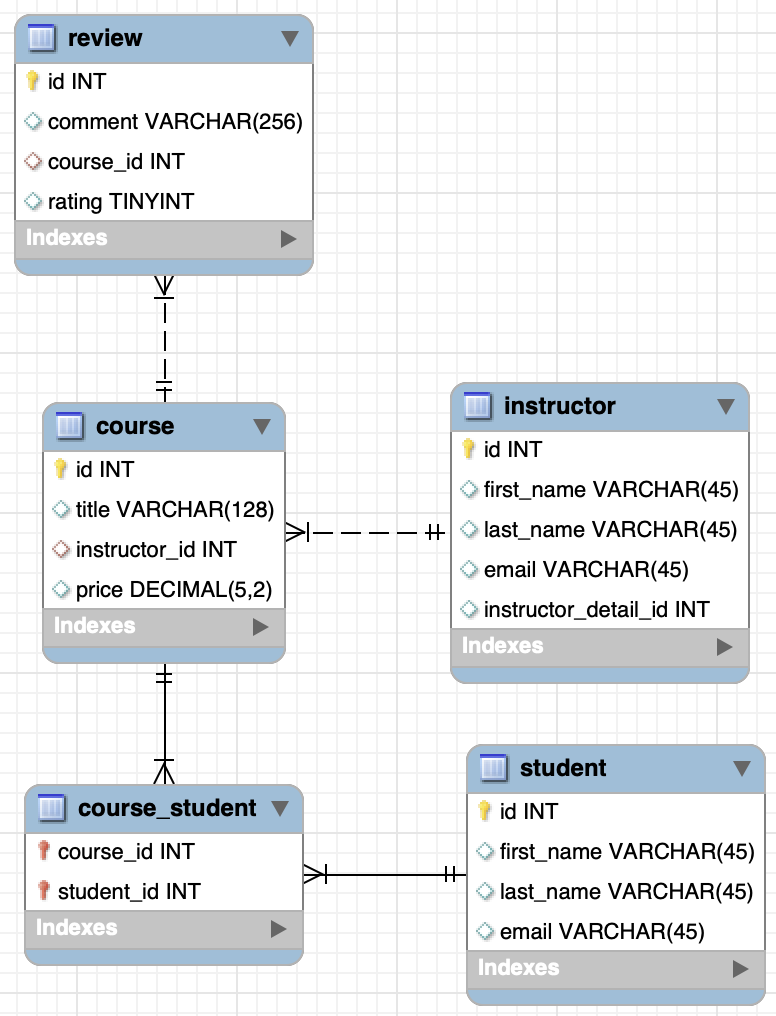 review
id INT
comment VARCHAR(256)
course_id INT
rating TINYINT
Indexes
course
id INT
title VARCHAR(128)
instructor_id INT
price DECIMAL(5,2)
Indexes
instructor
id INT
first_name VARCHAR(45)
last_name VARCHAR(45)
email VARCHAR(45)
instructor_detail_id INT
Indexes
course_student
course_id INT
student_id INT
Indexes
student
id INT
first_name VARCHAR(45)
last_name VARCHAR(45)
email VARCHAR(45)
Indexes